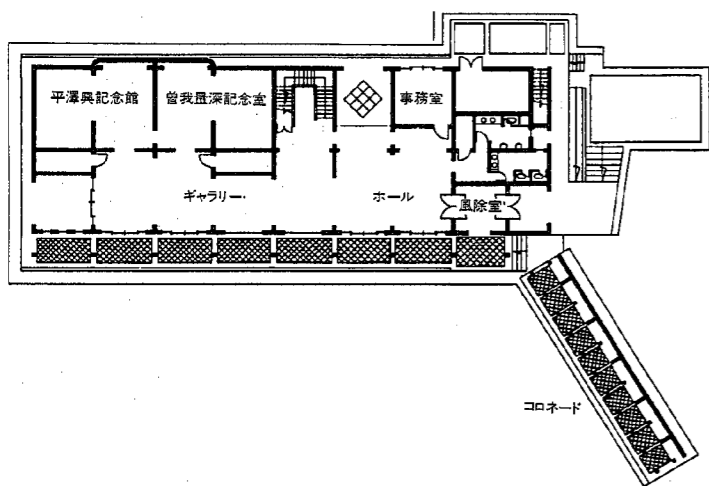 平澤興記念館
曽我量深記念室
事務室
ギャラリー
ホール
風除室
コロネード